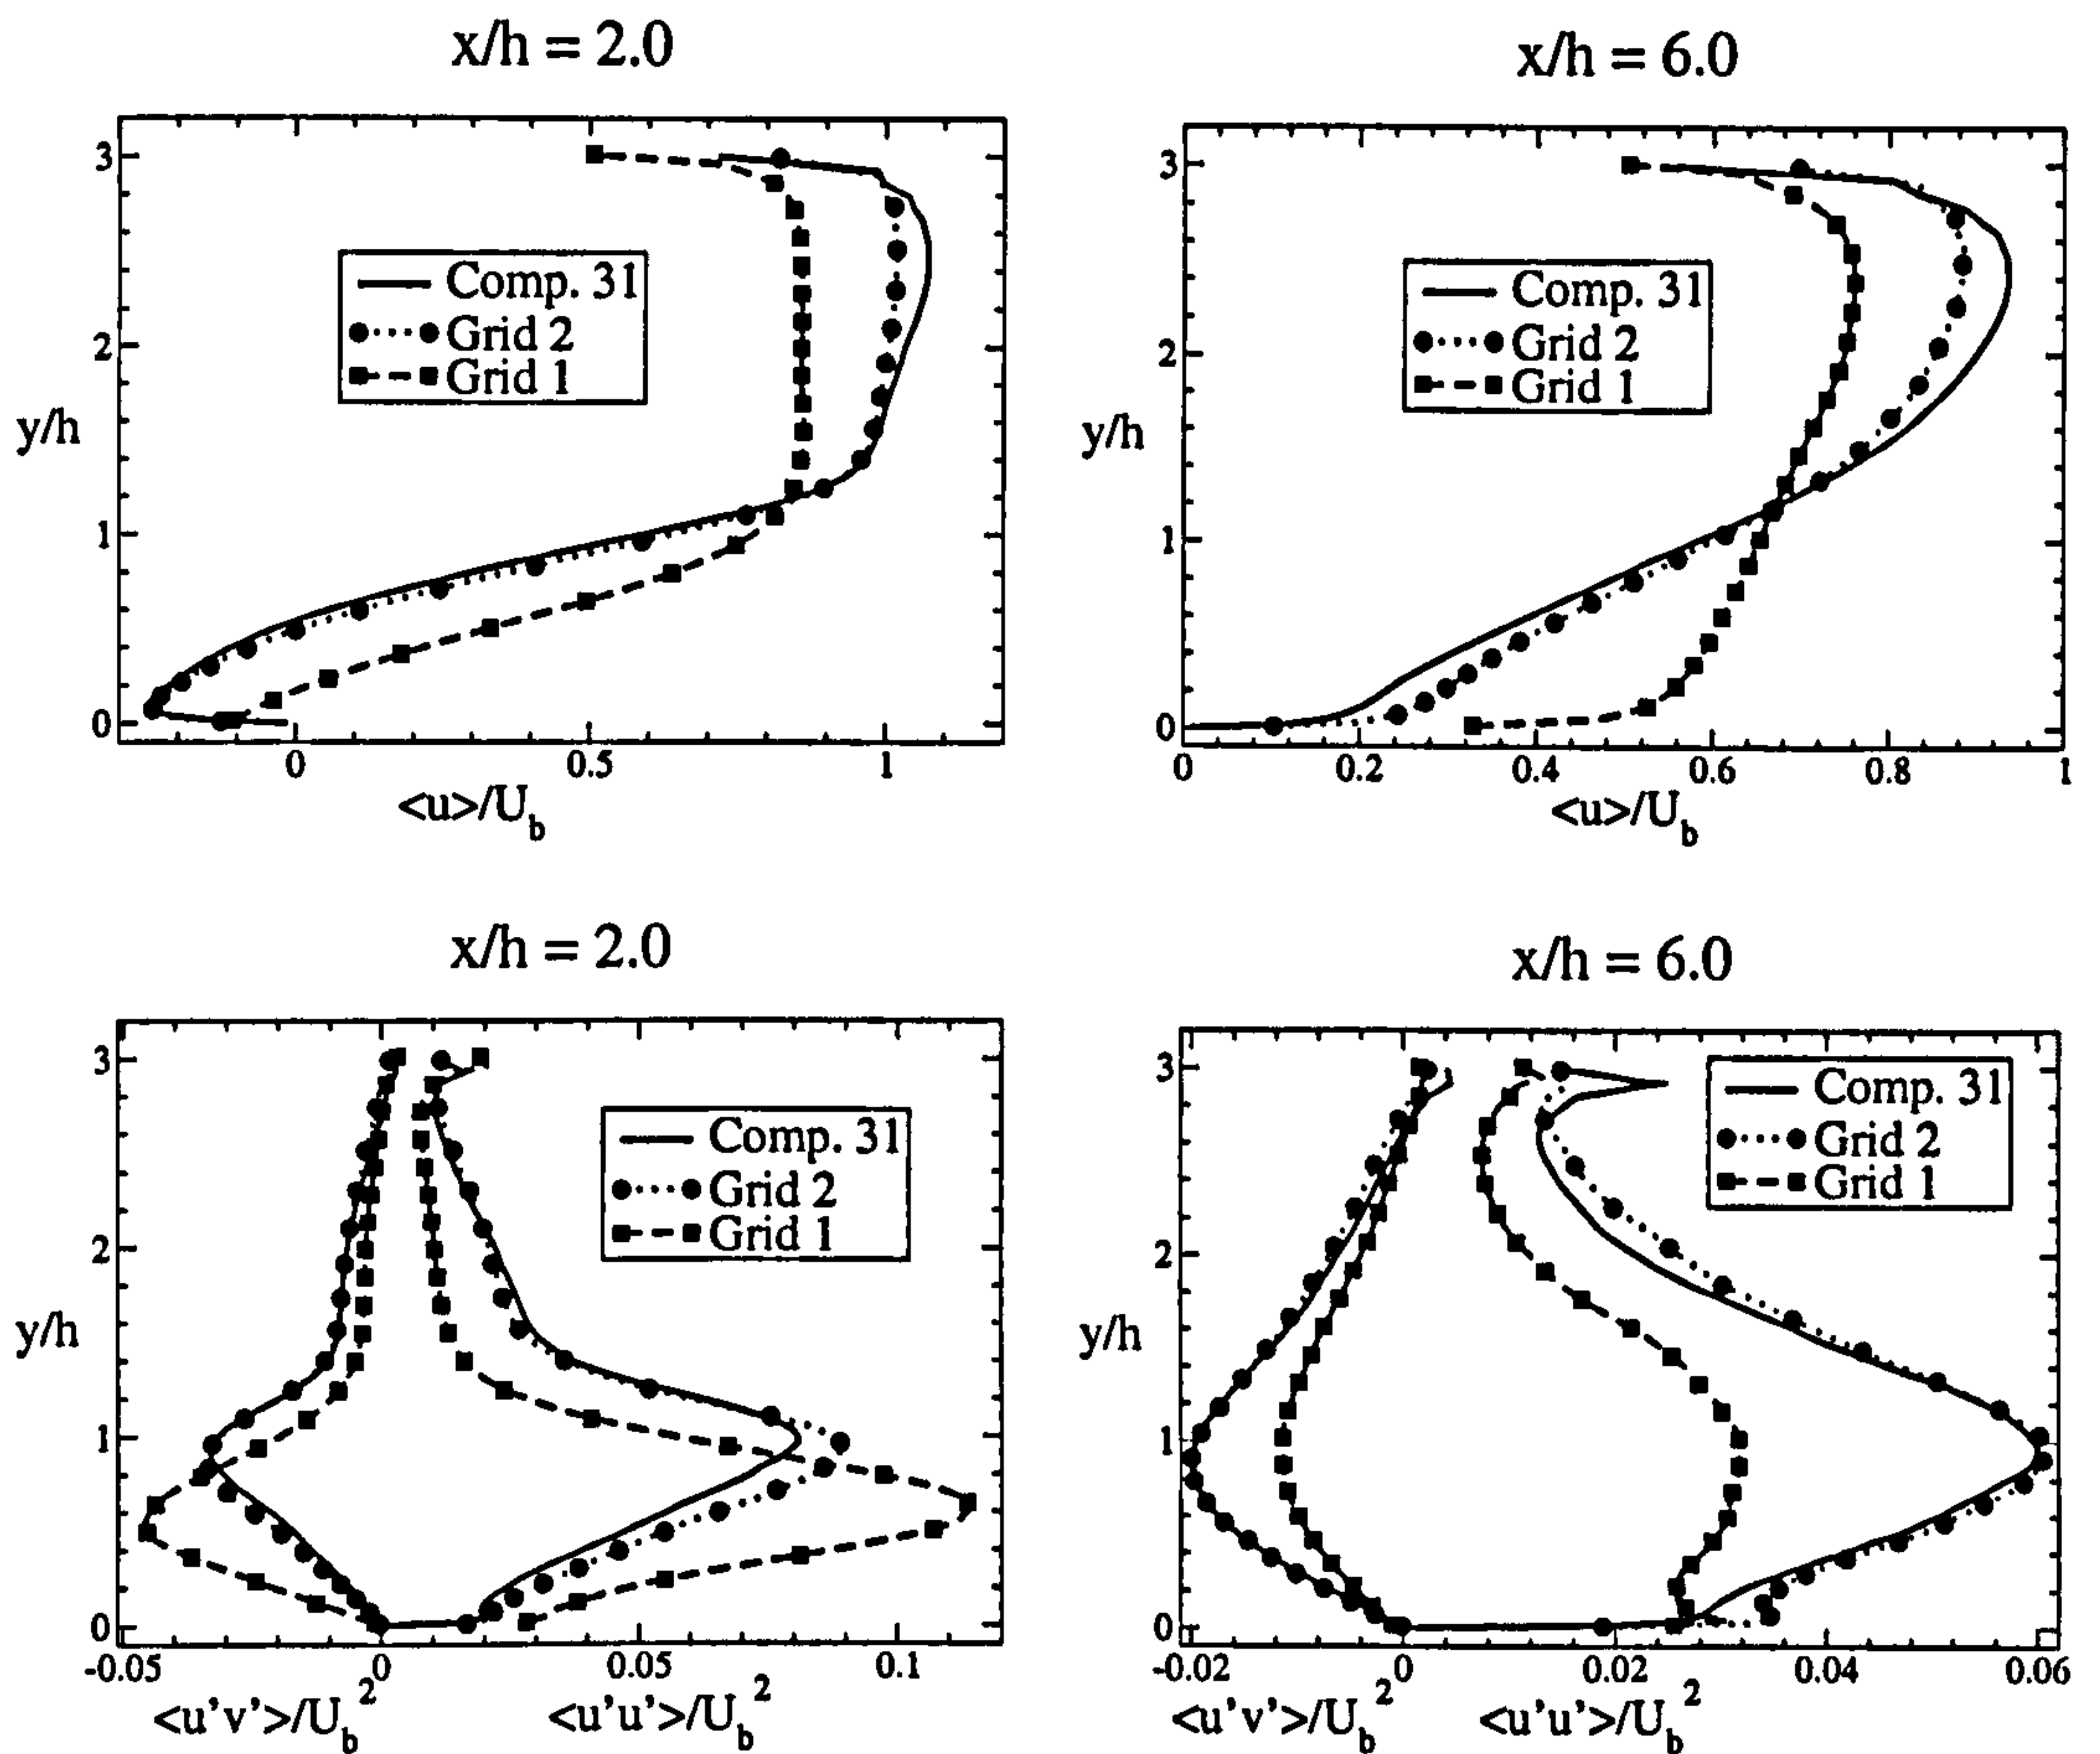 x/h = 2.0
3
2
y/h
1
0
Comp. 31
Grid 2
Grid 1
0 0.5 1
<u>/U_b
x/h = 6.0
3
2
y/h
1
0
Comp. 31
Grid 2
Grid 1
0 0.2 0.4 0.6 0.8 1
<u>/U_b
x/h = 2.0
3
2
y/h
1
0
Comp. 31
Grid 2
Grid 1
-0.05 0 0.05 0.1
<u'v'>/U_b^2 <u'u'>/U_b^2
x/h = 6.0
3
2
y/h
1
0
Comp. 31
Grid 2
Grid 1
-0.02 0 0.02 0.04 0.06
<u'v'>/U_b^2 <u'u'>/U_b^2